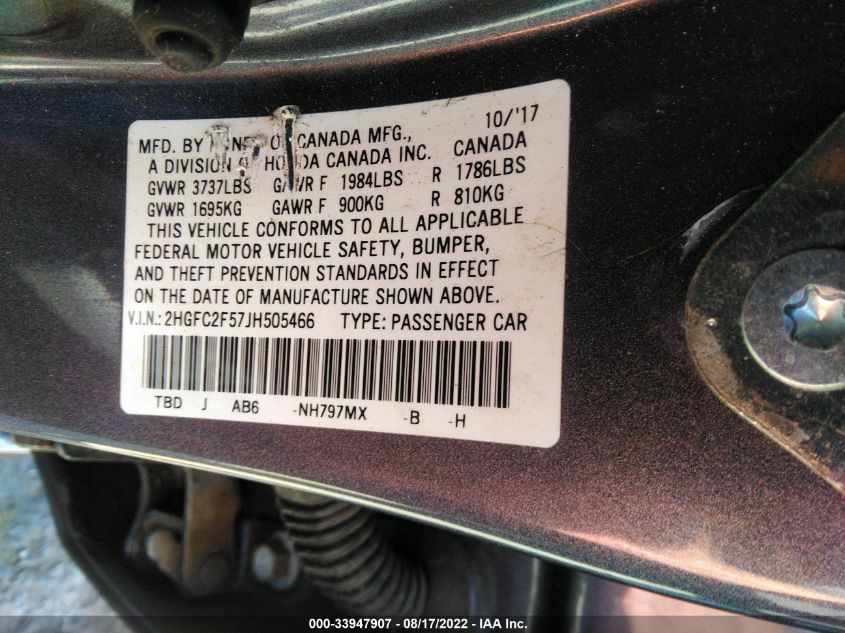 10/'17
MFD. BY CANADA MFG.,
A DIVISION CANADA INC. CANADA
GVWR 3737LBS GAWR F 1984LBS R 1786LBS
GVWR 1695KG GAWR F 900KG R 810KG
THIS VEHICLE CONFORMS TO ALL APPLICABLE
FEDERAL MOTOR VEHICLE SAFETY, BUMPER,
AND THEFT PREVENTION STANDARDS IN EFFECT
ON THE DATE OF MANUFACTURE SHOWN ABOVE.
V.I.N.: 2HGFC2F57JH505466 TYPE: PASSENGER CAR
TBD J AB6 -NH797MX -B -H
000-33947907 - 08/17/2022 - IAA Inc.